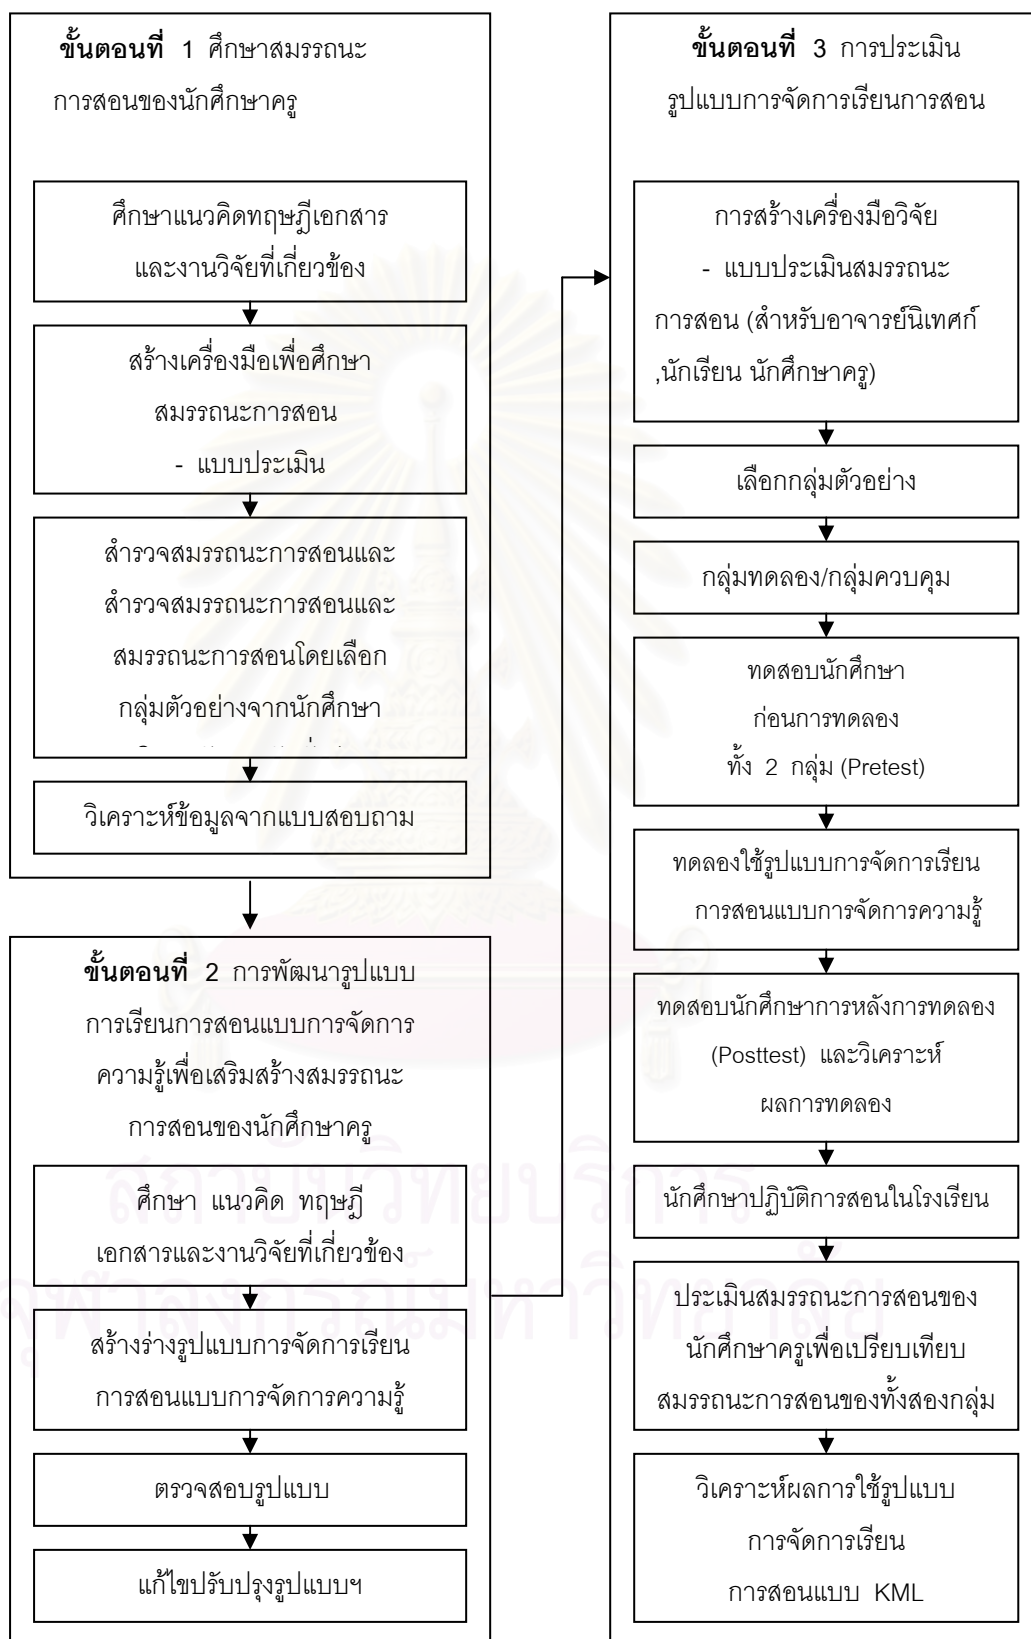 ขั้นตอนที่ 1 ศึกษาสมรรถนะ
การสอนของนักศึกษาครู
ศึกษาแนวคิดทฤษฎีเอกสาร
และงานวิจัยที่เกี่ยวข้อง
สร้างเครื่องมือเพื่อศึกษา
สมรรถนะการสอน
- แบบประเมิน
สำรวจสมรรถนะการสอนและ
สำรวจสมรรถนะการสอนและ
สมรรถนะการสอนโดยเลือก
กลุ่มตัวอย่างจากนักศึกษา
วิเคราะห์ข้อมูลจากแบบสอบถาม
ขั้นตอนที่ 2 การพัฒนารูปแบบ
การเรียนการสอนแบบการจัดการ
ความรู้เพื่อเสริมสร้างสมรรถนะ
การสอนของนักศึกษาครู
ศึกษา แนวคิด ทฤษฎี
เอกสารและงานวิจัยที่เกี่ยวข้อง
สร้างร่างรูปแบบการจัดการเรียน
การสอนแบบการจัดการความรู้
ตรวจสอบรูปแบบ
แก้ไขปรับปรุงรูปแบบฯ
ขั้นตอนที่ 3 การประเมิน
รูปแบบการจัดการเรียนการสอน
การสร้างเครื่องมือวิจัย
- แบบประเมินสมรรถนะ
การสอน (สำหรับอาจารย์นิเทศก์
,นักเรียน นักศึกษาครู)
เลือกกลุ่มตัวอย่าง
กลุ่มทดลอง/กลุ่มควบคุม
ทดสอบนักศึกษา
ก่อนการทดลอง
ทั้ง 2 กลุ่ม (Pretest)
ทดลองใช้รูปแบบการจัดการเรียน
การสอนแบบการจัดการความรู้
ทดสอบนักศึกษาการหลังการทดลอง
(Posttest) และวิเคราะห์
ผลการทดลอง
นักศึกษาปฏิบัติการสอนในโรงเรียน
ประเมินสมรรถนะการสอนของ
นักศึกษาครูเพื่อเปรียบเทียบ
สมรรถนะการสอนของทั้งสองกลุ่ม
วิเคราะห์ผลการใช้รูปแบบ
การจัดการเรียน
การสอนแบบ KML
สถาบันวิทยบริการ
จุฬาลงกรณ์มหาวิทยาลัย